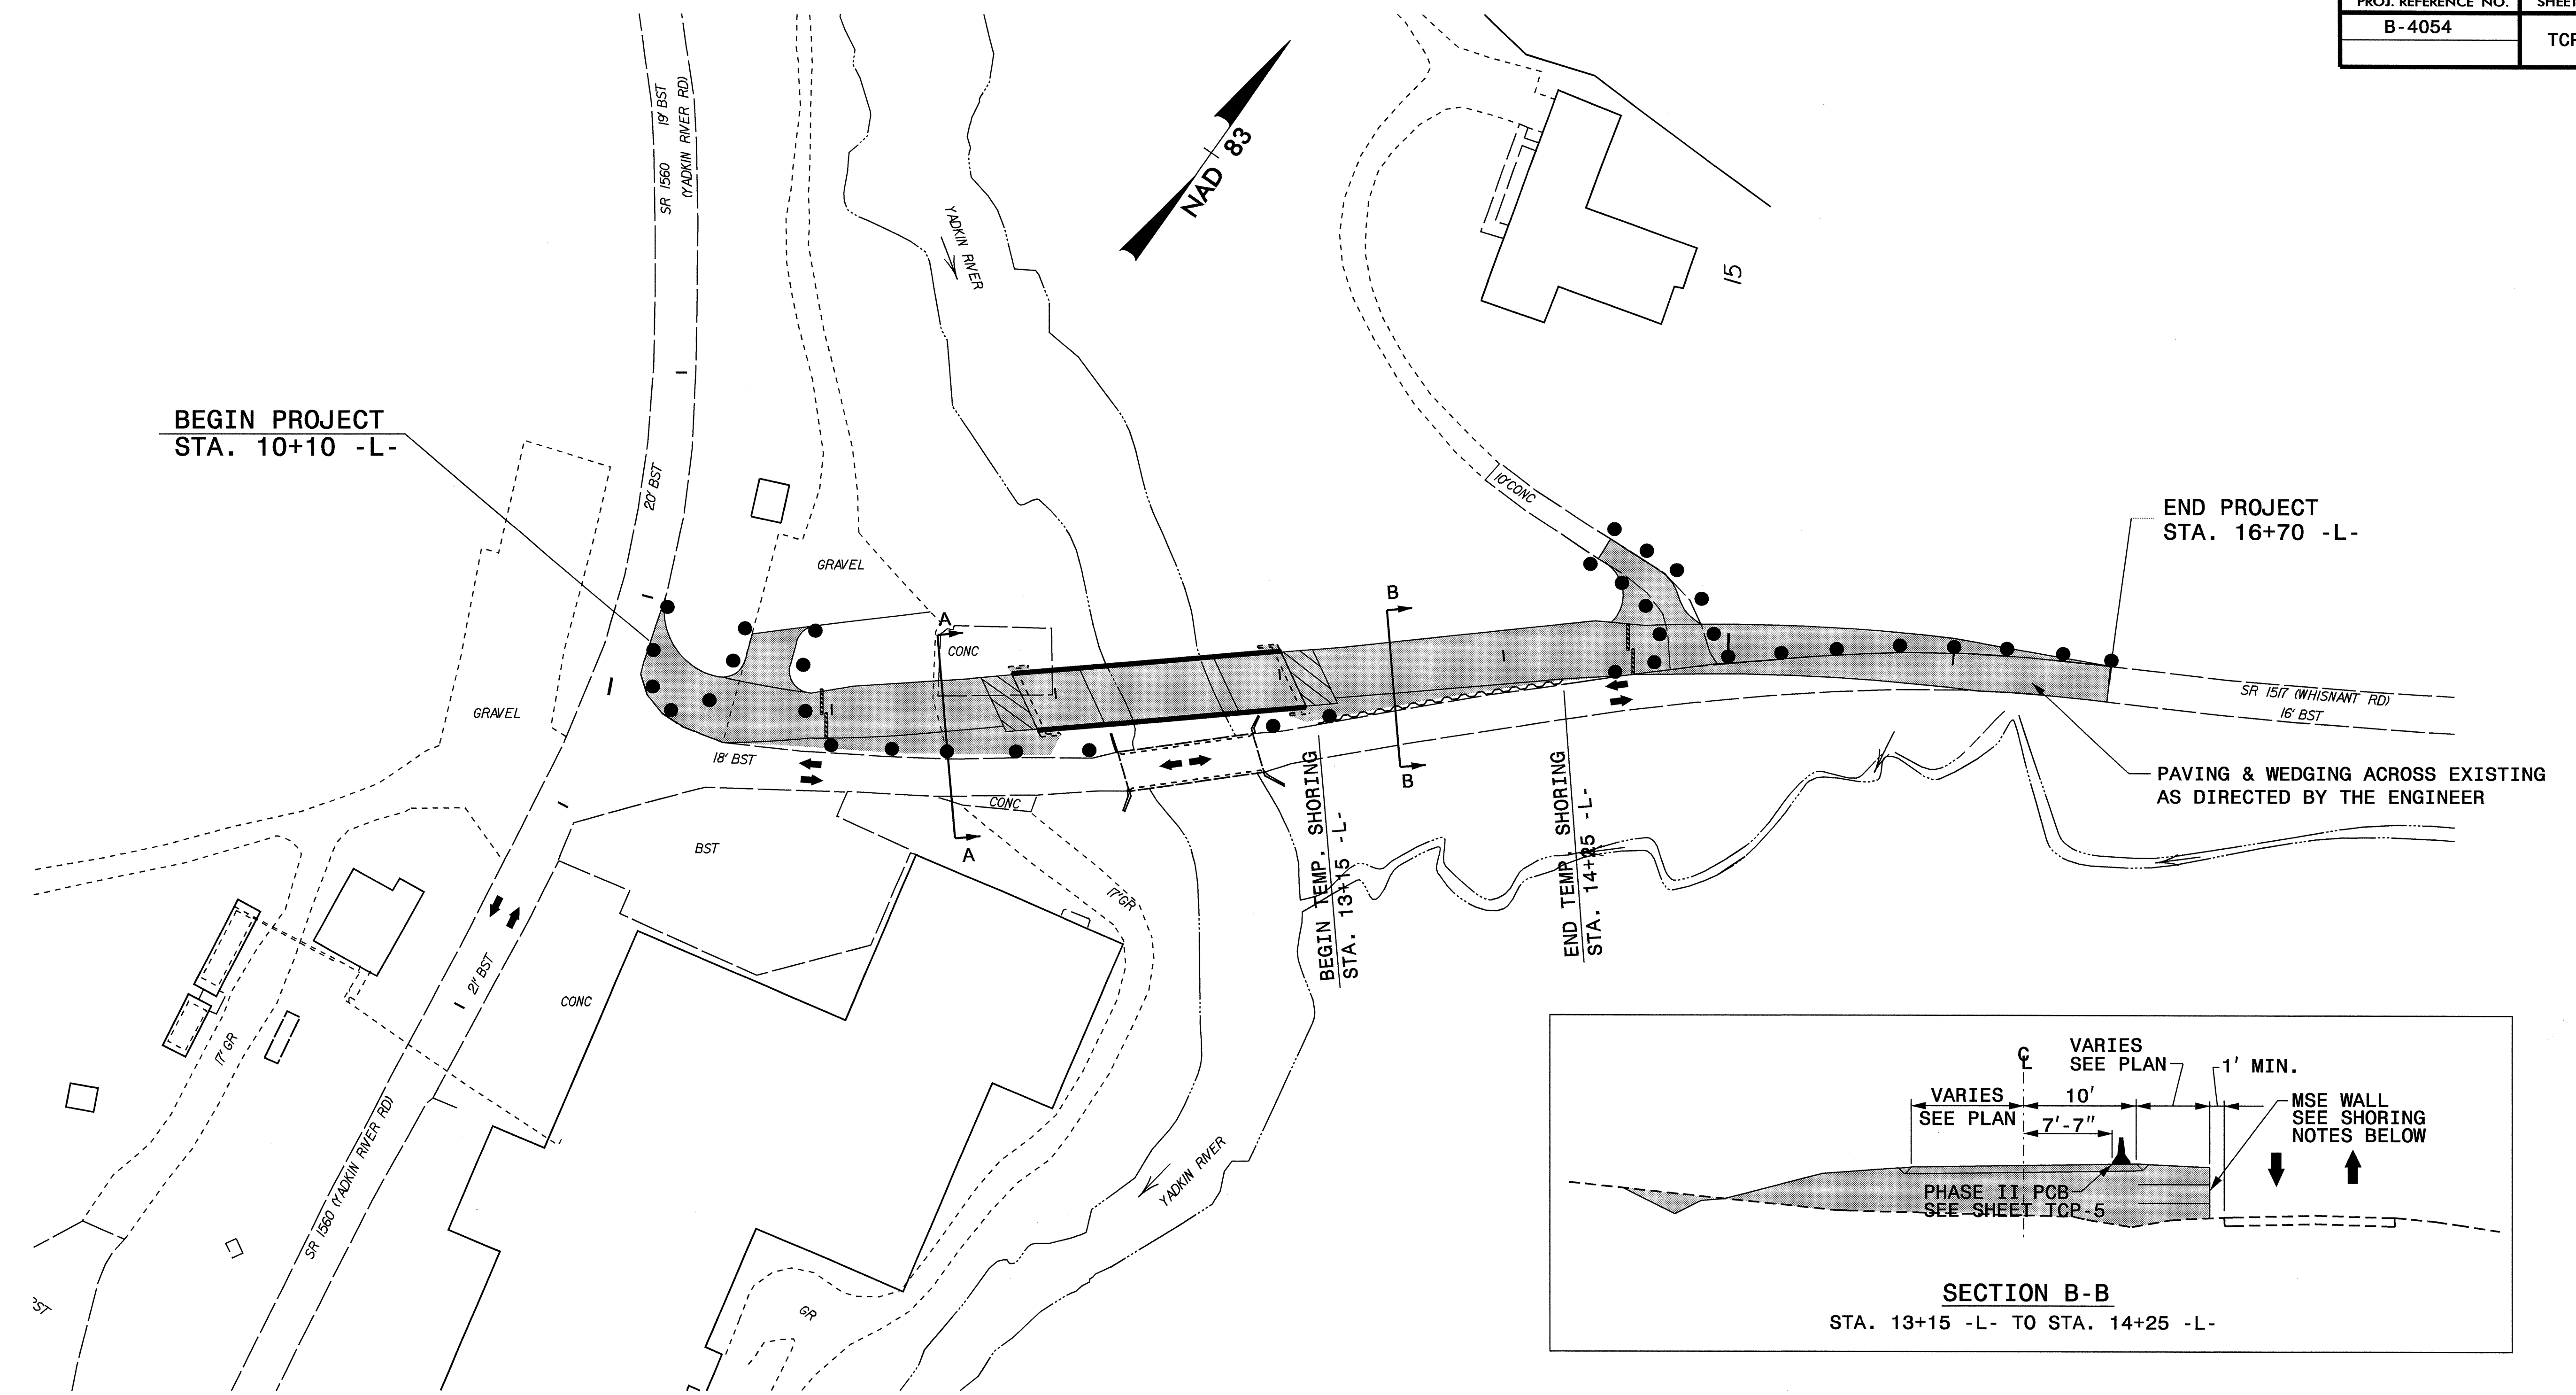 PROJ. REFERENCE NO.
B-4054
SR 1560 19' BST
(YADKIN RIVER RD)
YADKIN RIVER
NAD 83
15
BEGIN PROJECT
STA. 10+10 -L-
20' BST
10' CONC
END PROJECT
STA. 16+70 -L-
GRAVEL
A
CONC
B
GRAVEL
18' BST
SR 1517 (WHISNANT RD)
16' BST
B
PAVING & WEDGING ACROSS EXISTING
AS DIRECTED BY THE ENGINEER
CONC
A
BST
17' GR
BEGIN TEMP. SHORING
STA. 13+15 -L-
END TEMP. SHORING
STA. 14+25 -L-
21' BST
CONC
17' GR
SR 1560 (YADKIN RIVER RD)
YADKIN RIVER
GR
CL
VARIES
SEE PLAN
1' MIN.
VARIES
SEE PLAN
10'
7'-7"
MSE WALL
SEE SHORING
NOTES BELOW
PHASE II PCB
SEE SHEET TCP-5
SECTION B-B
STA. 13+15 -L- TO STA. 14+25 -L-